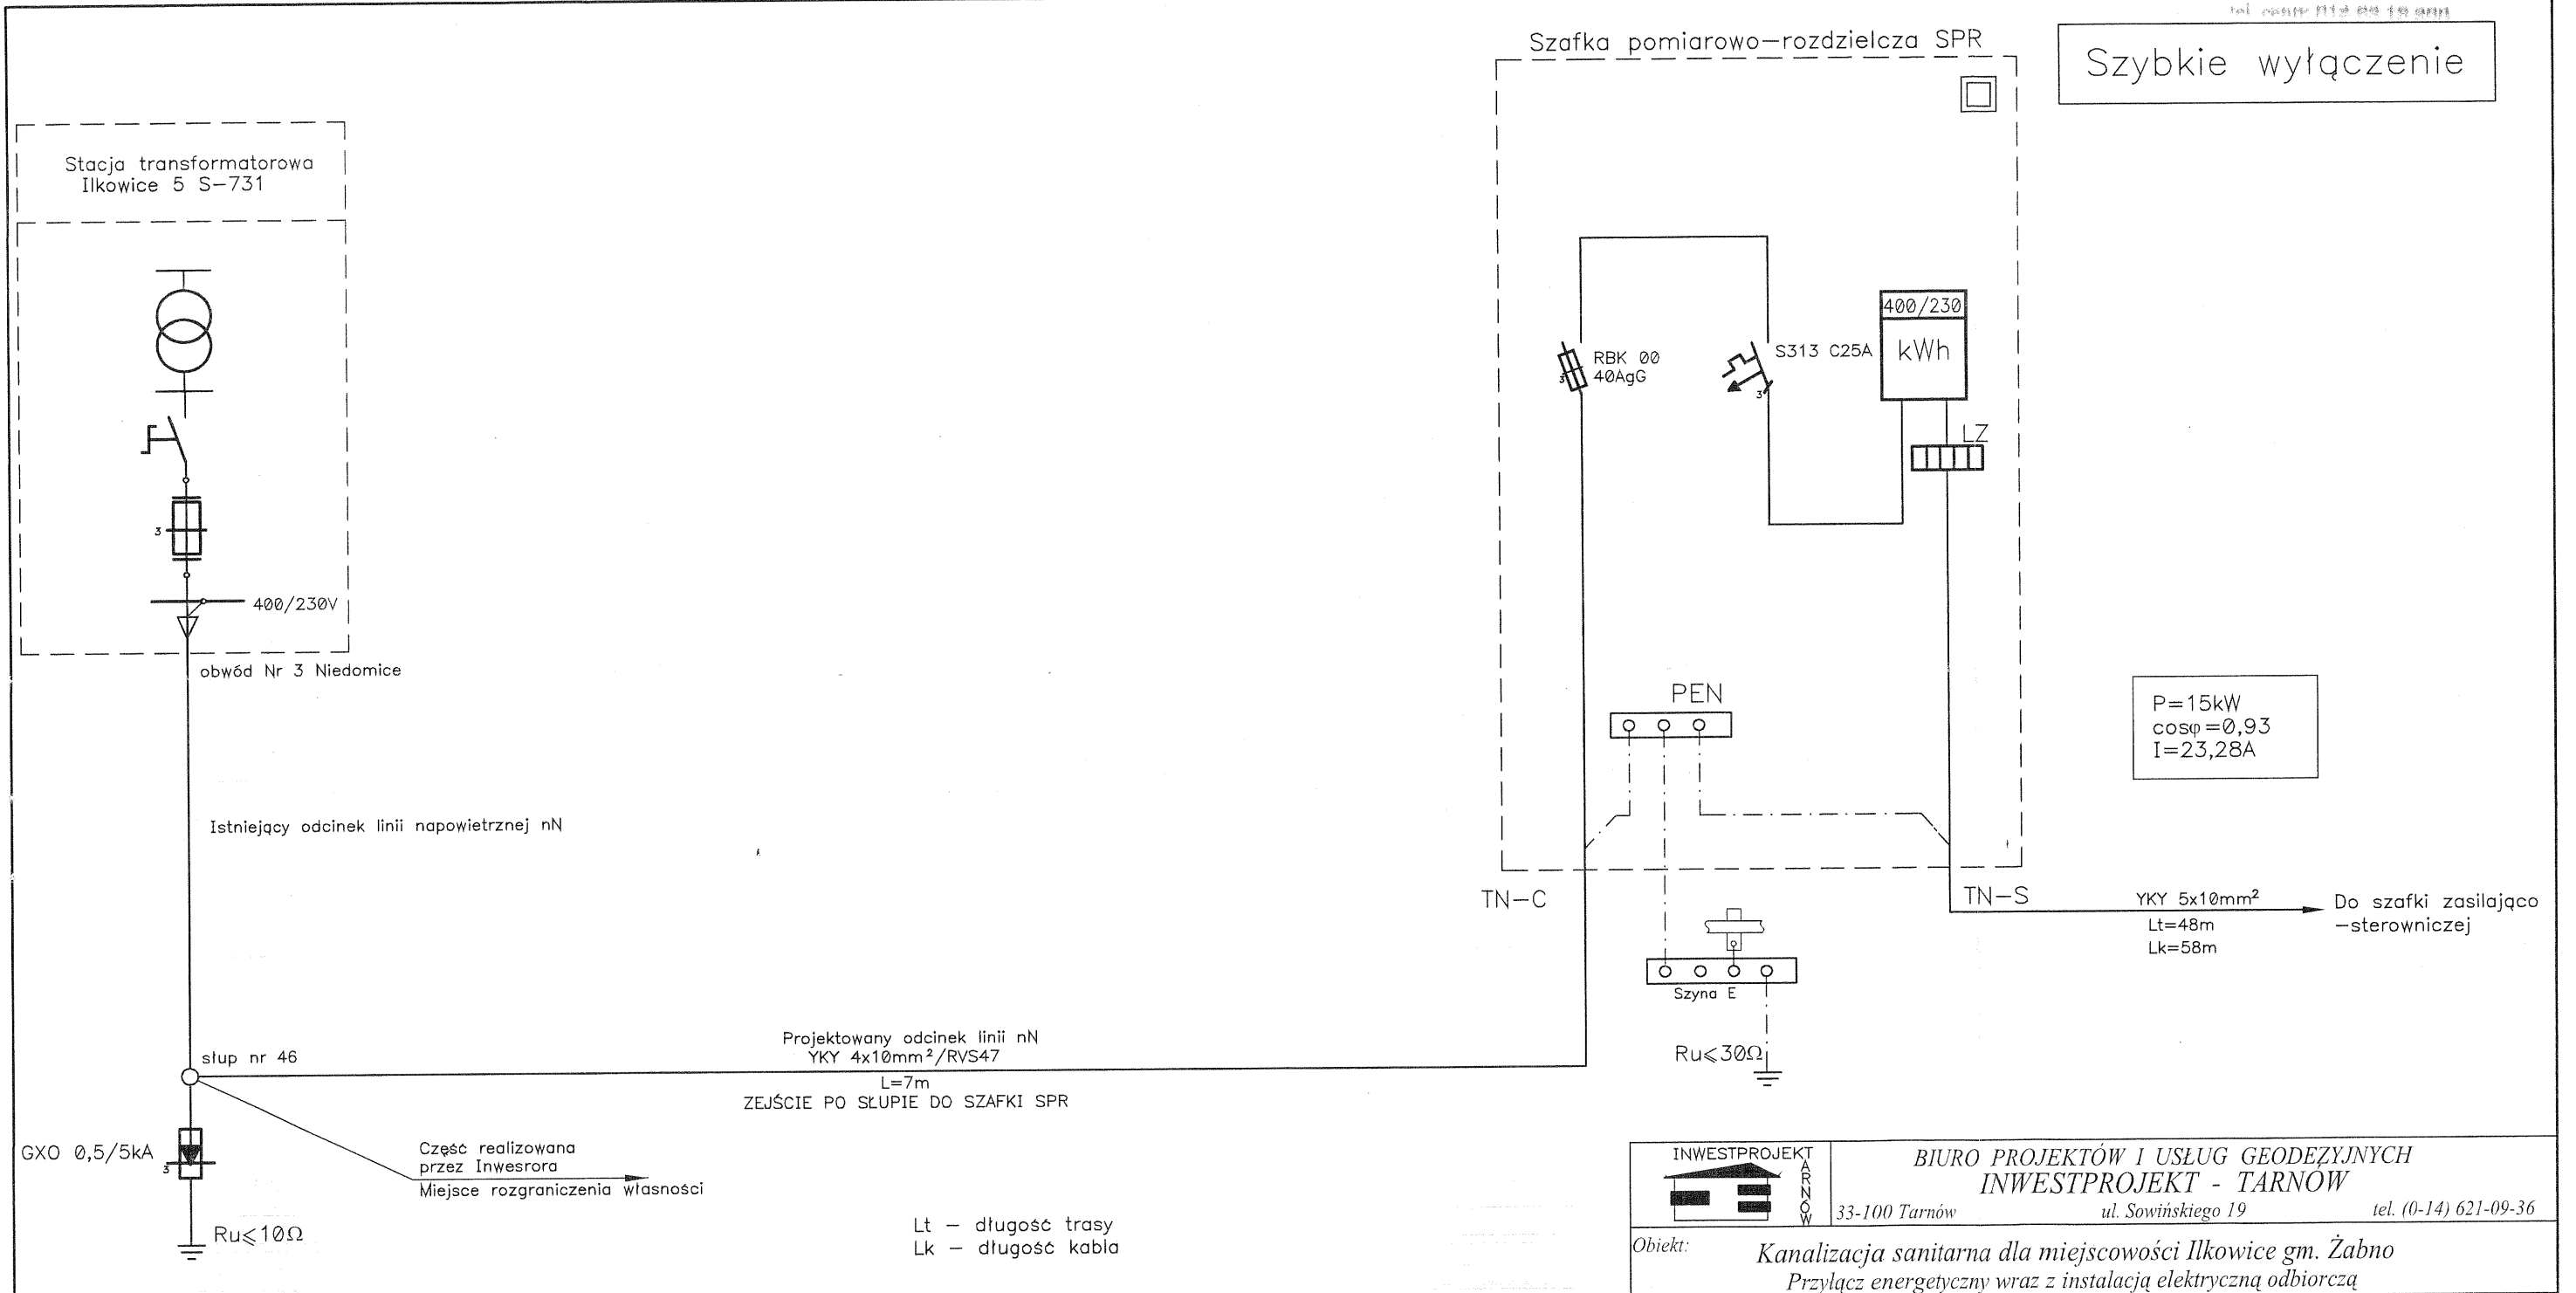 Szafka pomiarowo-rozdzielcza SPR
Szybkie wyłączenie
Stacja transformatorowa
Ilkowice 5 S-731
3
400/230V
obwód Nr 3 Niedomice
RBK 00
40AgG
3
S313 C25A
3
400/230
kWh
LZ
PEN
P=15kW
cosφ=0,93
I=23,28A
Istniejący odcinek linii napowietrznej nN
TN-C
TN-S
YKY 5x10mm²
Lt=48m
Lk=58m
Do szafki zasilająco
-sterowniczej
Szyna E
Ru≤30Ω
słup nr 46
Projektowany odcinek linii nN
YKY 4x10mm²/RVS47
L=7m
ZEJŚCIE PO SŁUPIE DO SZAFKI SPR
GXO 0,5/5kA
3
Ru≤10Ω
Część realizowana
przez Inwesrora
Miejsce rozgraniczenia własności
Lt - długość trasy
Lk - długość kabla
INWESTPROJEKT
TARNÓW
BIURO PROJEKTÓW I USŁUG GEODEZYJNYCH
INWESTPROJEKT - TARNÓW
33-100 Tarnów ul. Sowińskiego 19 tel. (0-14) 621-09-36
Obiekt: Kanalizacja sanitarna dla miejscowości Ilkowice gm. Żabno
Przyłącz energetyczny wraz z instalacją elektryczną odbiorczą